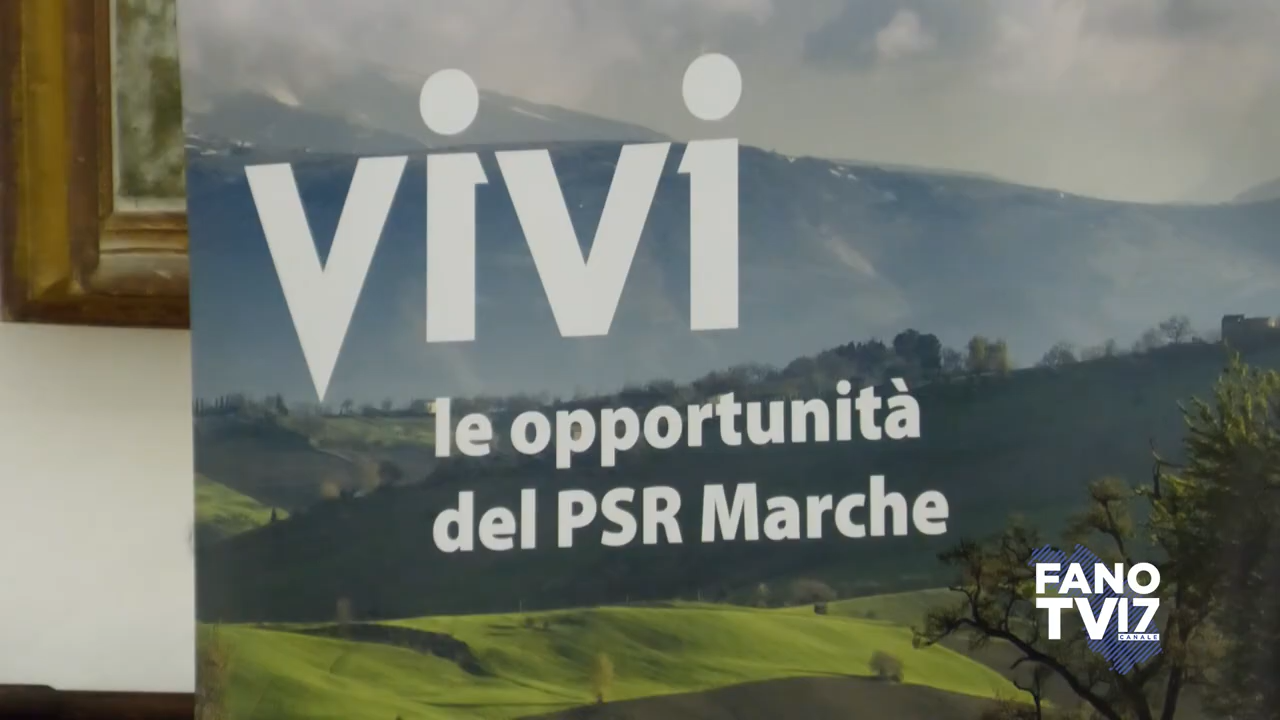 vivi
le opportunità
del PSR Marche
FANO
TV17
CANALE